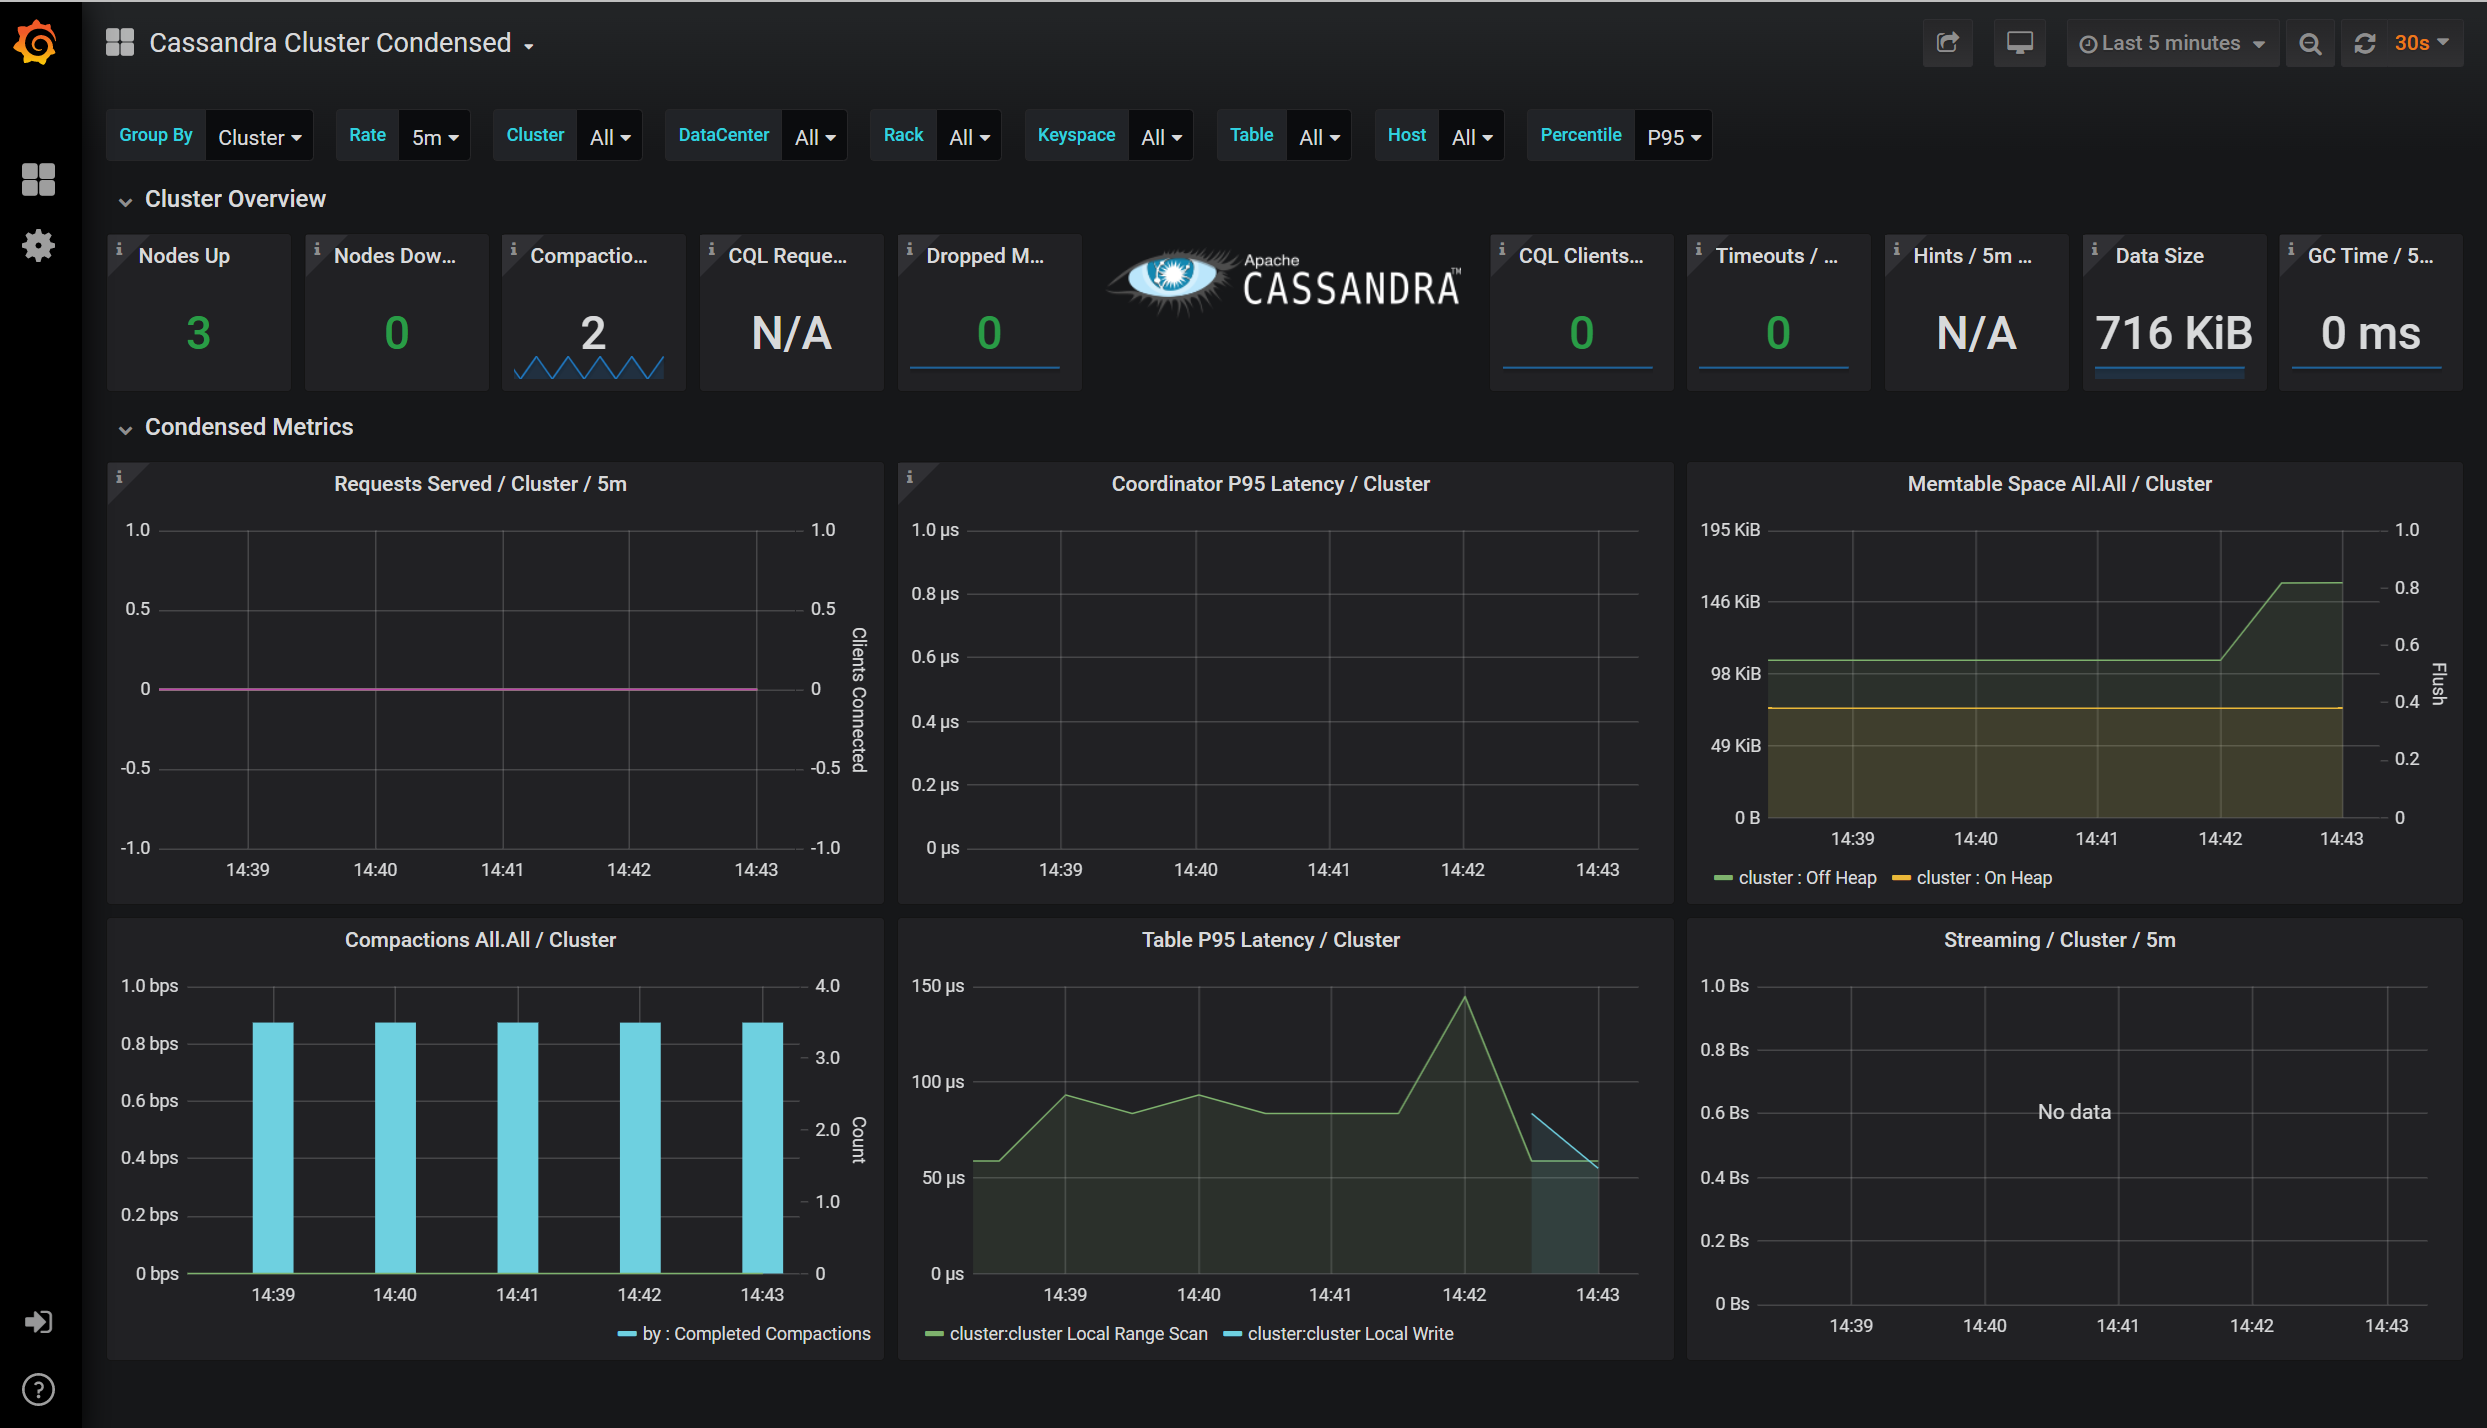 Cassandra Cluster Condensed
Last 5 minutes
30s
Group By Cluster
Rate 5m
Cluster All
DataCenter All
Rack All
Keyspace All
Table All
Host All
Percentile P95
Cluster Overview
Nodes Up
3
Nodes Dow...
0
Compactio...
2
CQL Reque...
N/A
Dropped M...
0
Apache
CASSANDRA™
CQL Clients...
0
Timeouts / ...
0
Hints / 5m ...
N/A
Data Size
716 KiB
GC Time / 5...
0 ms
Condensed Metrics
Requests Served / Cluster / 5m
1.0
0.5
0
-0.5
-1.0
1.0
0.5
0
-0.5
-1.0
Clients Connected
14:39 14:40 14:41 14:42 14:43
Coordinator P95 Latency / Cluster
1.0 µs
0.8 µs
0.6 µs
0.4 µs
0.2 µs
0 µs
14:39 14:40 14:41 14:42 14:43
Memtable Space All.All / Cluster
195 KiB
146 KiB
98 KiB
49 KiB
0 B
1.0
0.8
0.6
0.4
0.2
0
Flush
14:39 14:40 14:41 14:42 14:43
cluster : Off Heap cluster : On Heap
Compactions All.All / Cluster
1.0 bps
0.8 bps
0.6 bps
0.4 bps
0.2 bps
0 bps
4.0
3.0
2.0
1.0
0
Count
14:39 14:40 14:41 14:42 14:43
by : Completed Compactions
Table P95 Latency / Cluster
150 µs
100 µs
50 µs
0 µs
14:39 14:40 14:41 14:42 14:43
cluster:cluster Local Range Scan cluster:cluster Local Write
Streaming / Cluster / 5m
1.0 Bs
0.8 Bs
0.6 Bs
0.4 Bs
0.2 Bs
0 Bs
No data
14:39 14:40 14:41 14:42 14:43